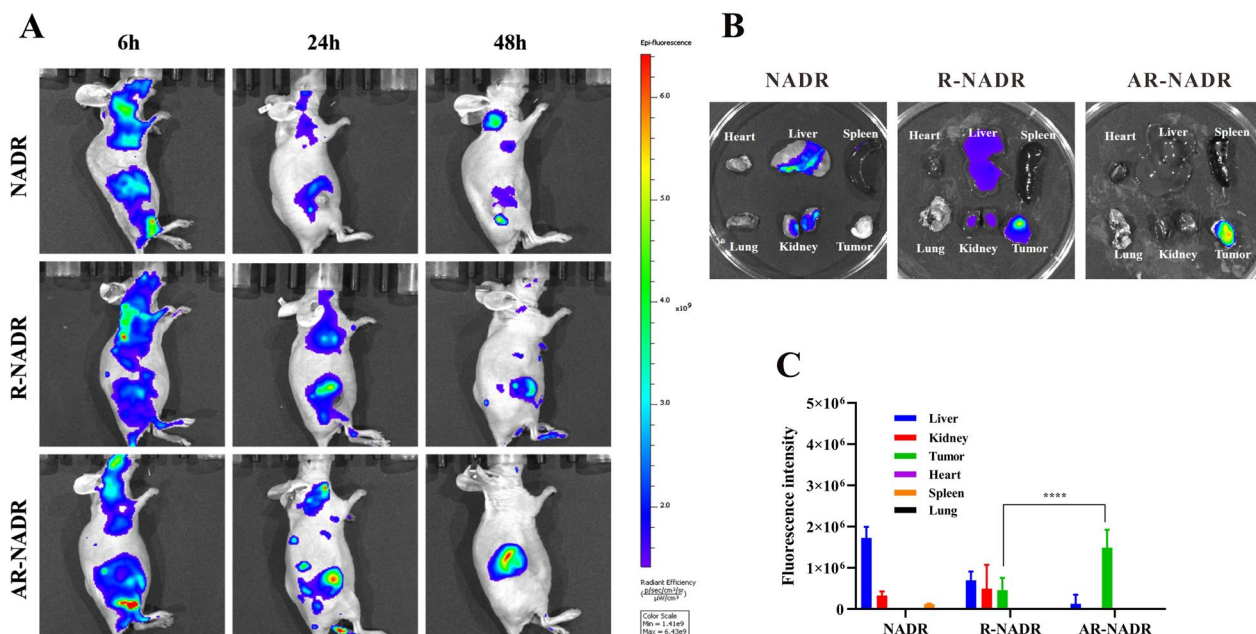 A
6h
24h
48h
NADR
R-NADR
AR-NADR
Epi-fluorescence
6.0
5.0
4.0
x10⁹
3.0
2.0
Radiant Efficiency
(p/sec/cm²/sr
μW/cm²)
Color Scale
Min = 1.41e9
Max = 6.43e9
B
NADR
R-NADR
AR-NADR
Heart
Liver
Spleen
Lung
Kidney
Tumor
Heart
Liver
Spleen
Lung
Kidney
Tumor
Heart
Liver
Spleen
Lung
Kidney
Tumor
C
Fluorescence intensity
5×10⁶
4×10⁶
3×10⁶
2×10⁶
1×10⁶
0
Liver
Kidney
Tumor
Heart
Spleen
Lung
****
NADR
R-NADR
AR-NADR